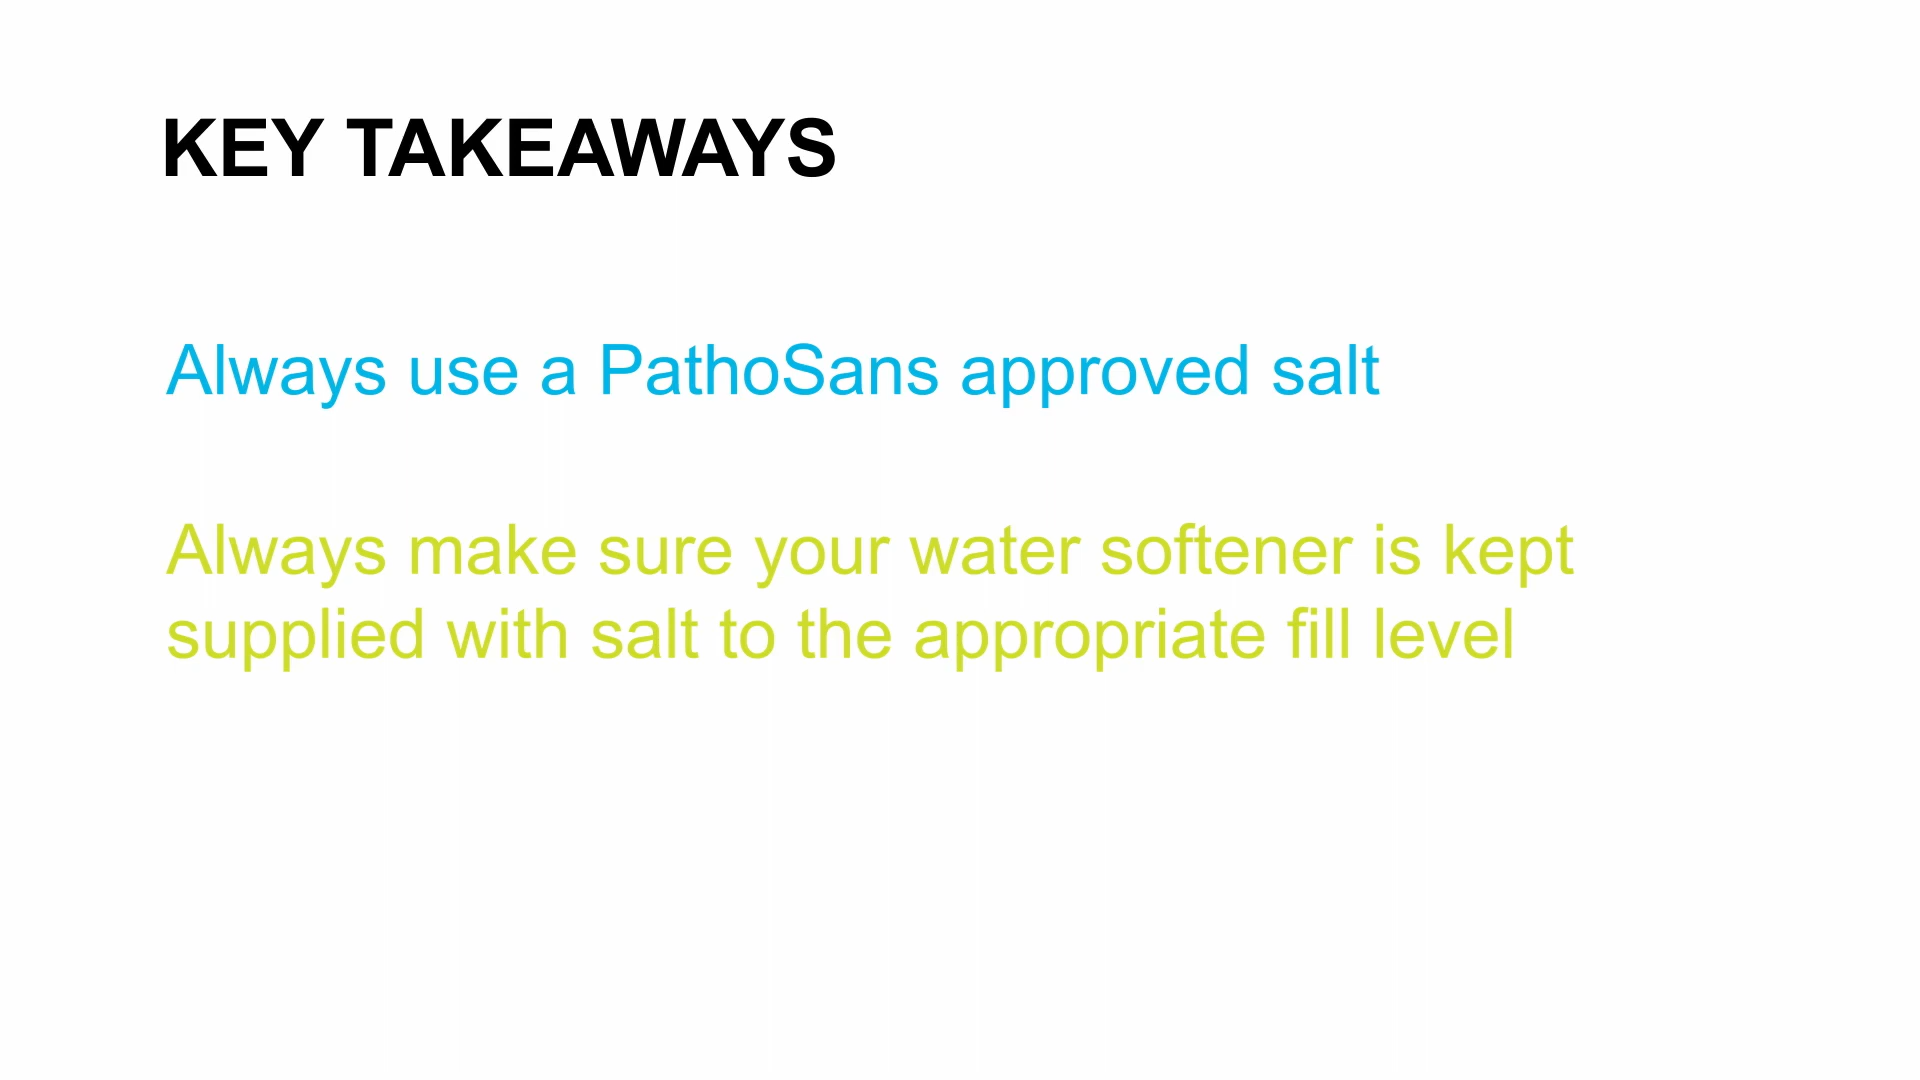 KEY TAKEAWAYS
Always use a PathoSans approved salt
Always make sure your water softener is kept
supplied with salt to the appropriate fill level